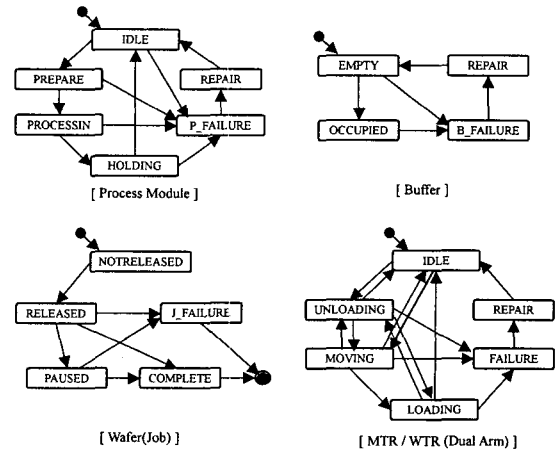 IDLE
PREPARE
REPAIR
PROCESSIN
P_FAILURE
HOLDING
[ Process Module ]
EMPTY
REPAIR
OCCUPIED
B_FAILURE
[ Buffer ]
NOTRELEASED
RELEASED
J_FAILURE
PAUSED
COMPLETE
[ Wafer(Job) ]
IDLE
UNLOADING
REPAIR
MOVING
FAILURE
LOADING
[ MTR / WTR (Dual Arm) ]